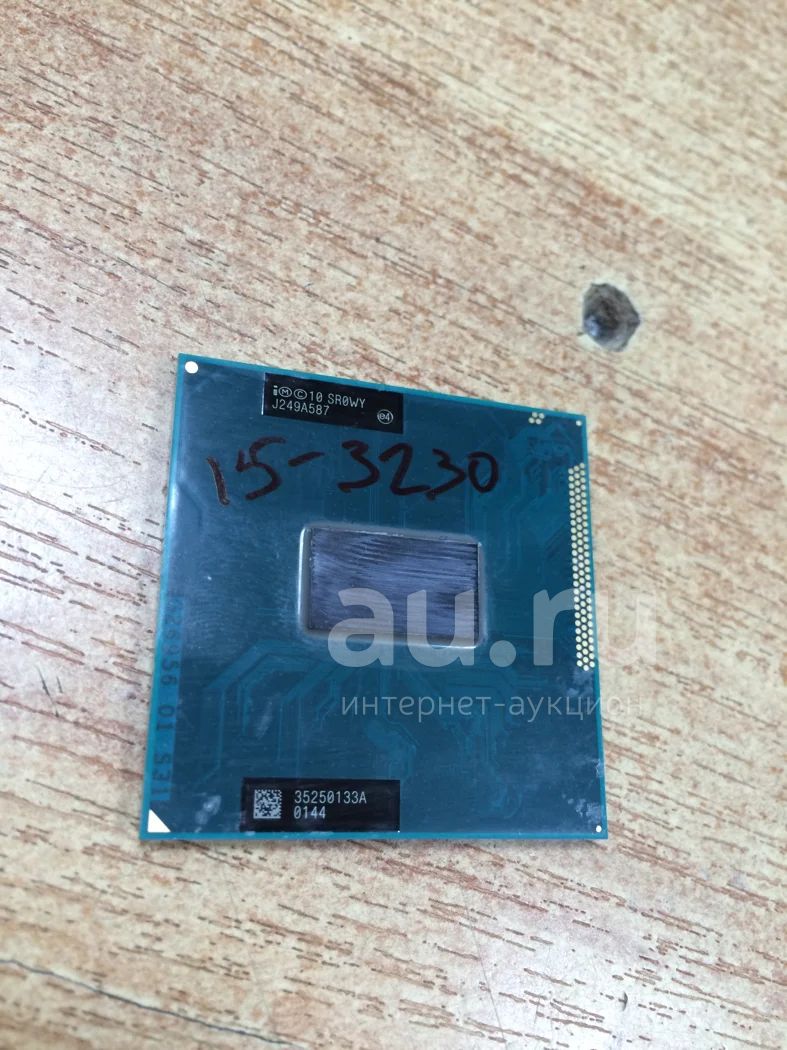 i Ⓜ © 10 SR0WY
J249A587
e4
i5-3230
35250133A
0144
au.ru
интернет-аукцион